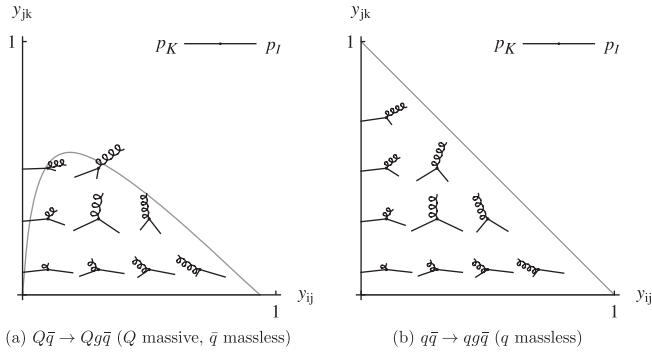 y_jk y_jk
1 p_K p_I 1 p_K p_I
y_ij y_ij
1 1
(a) Qq̄ → Qgq̄ (Q massive, q̄ massless) (b) qq̄ → qgq̄ (q massless)